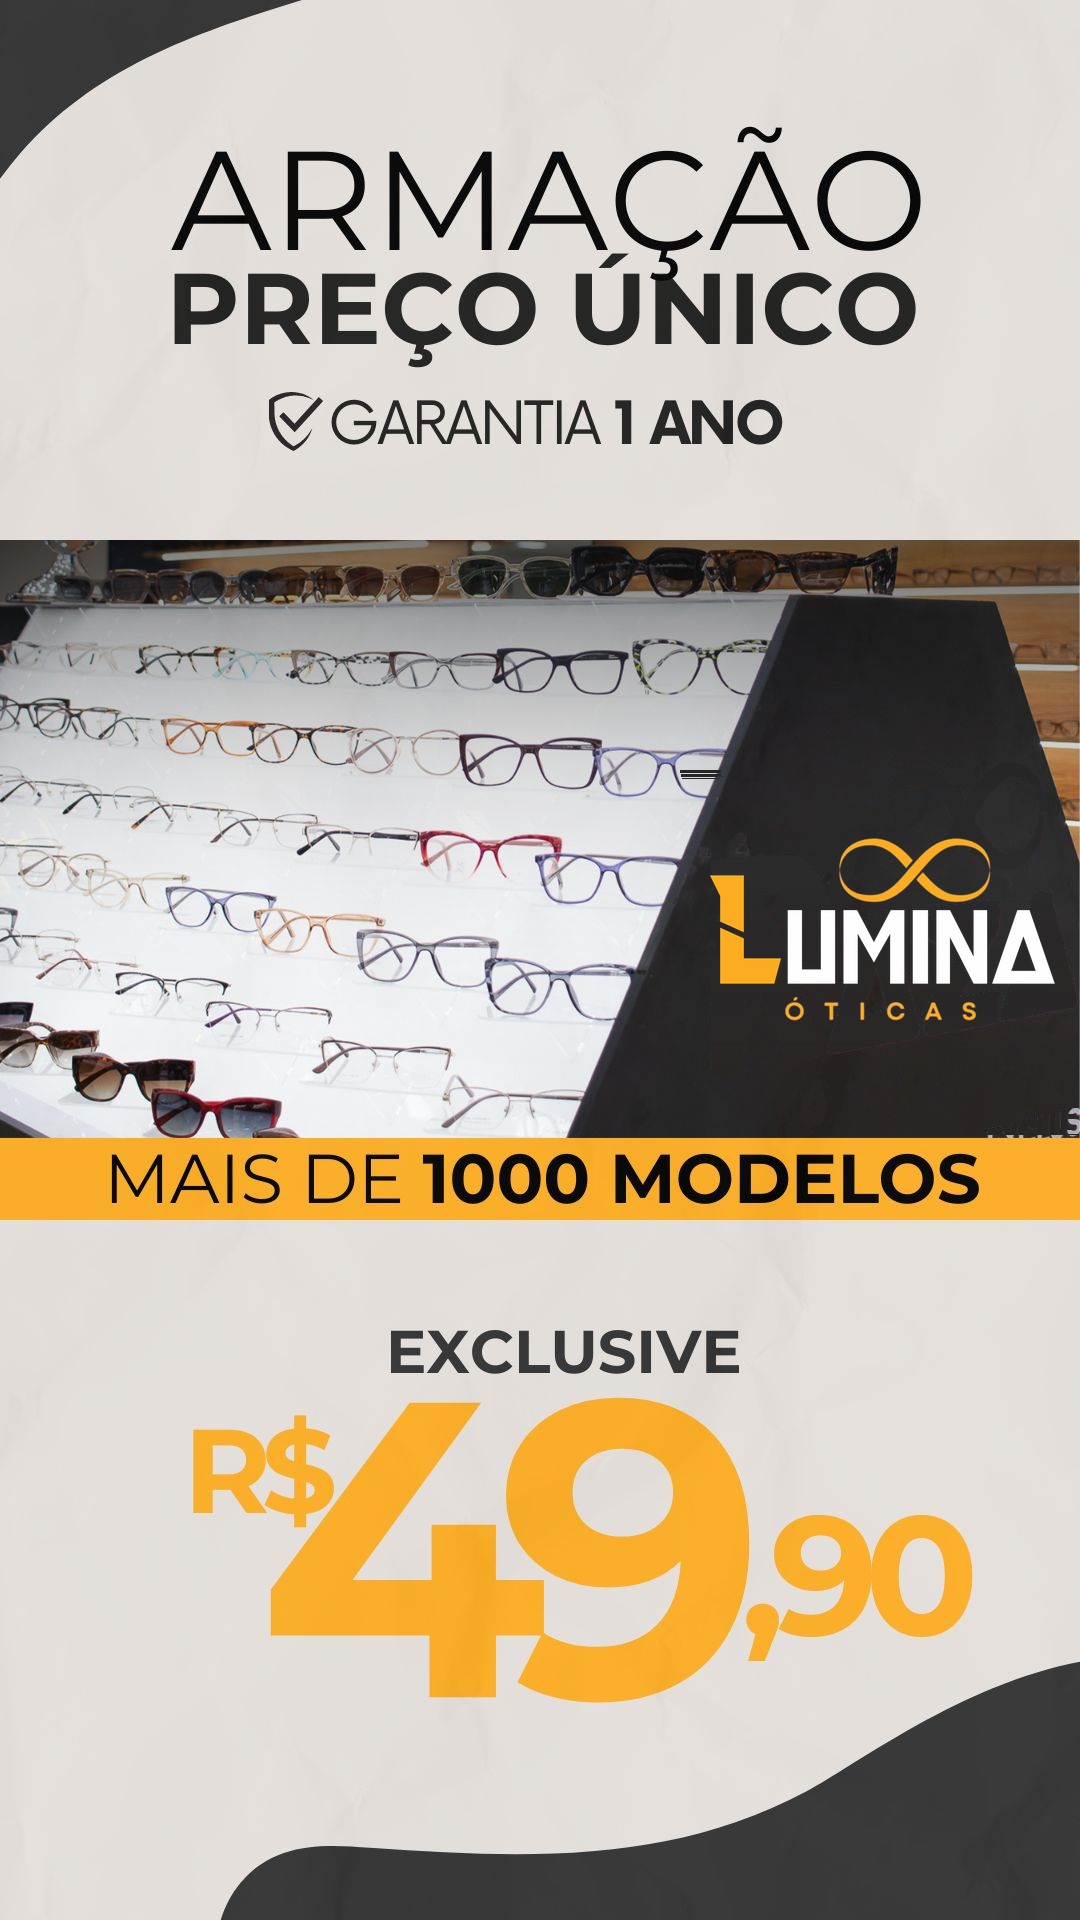 ARMAÇÃO
PREÇO ÚNICO
GARANTIA 1 ANO
LUMINA
ÓTICAS
MAIS DE 1000 MODELOS
EXCLUSIVE
R$49,90